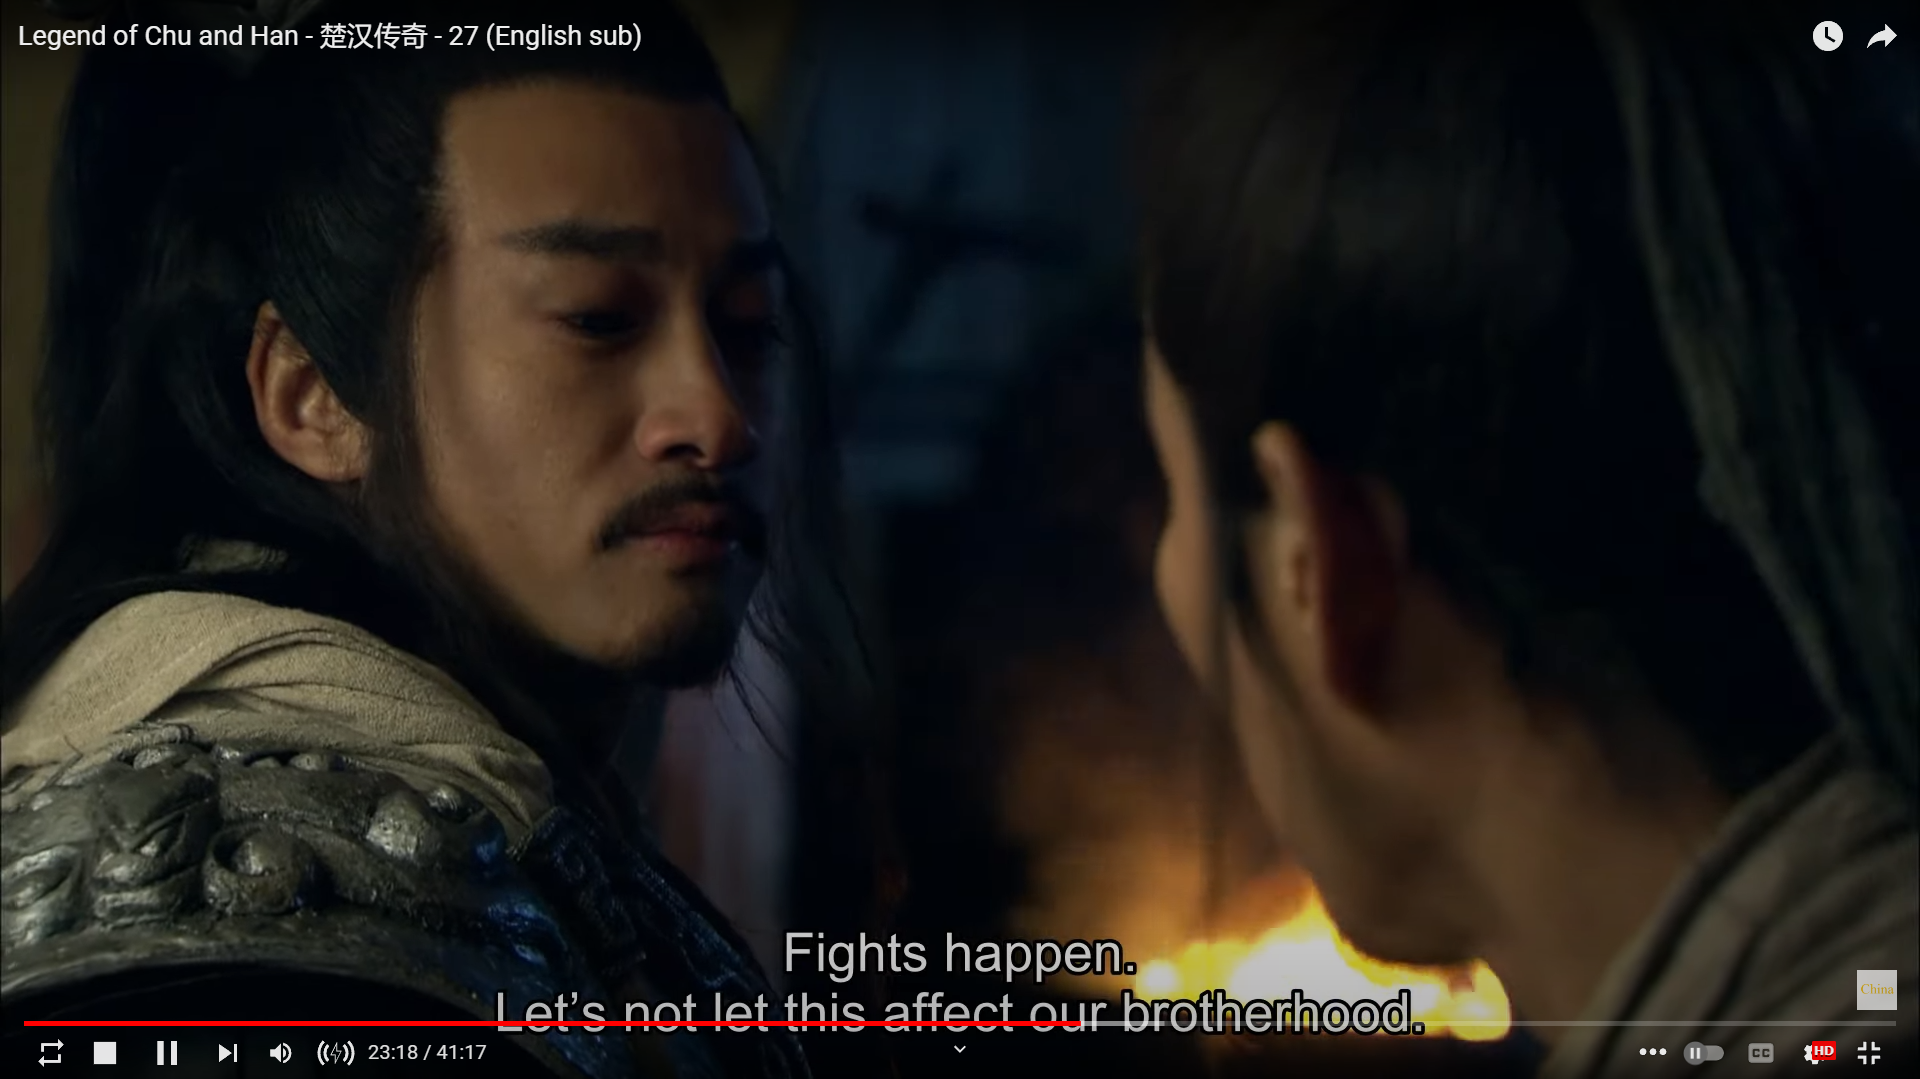 Legend of Chu and Han - 楚汉传奇 - 27 (English sub)
Fights happen.
Let’s not let this affect our brotherhood.
China
23:18 / 41:17
CC
HD